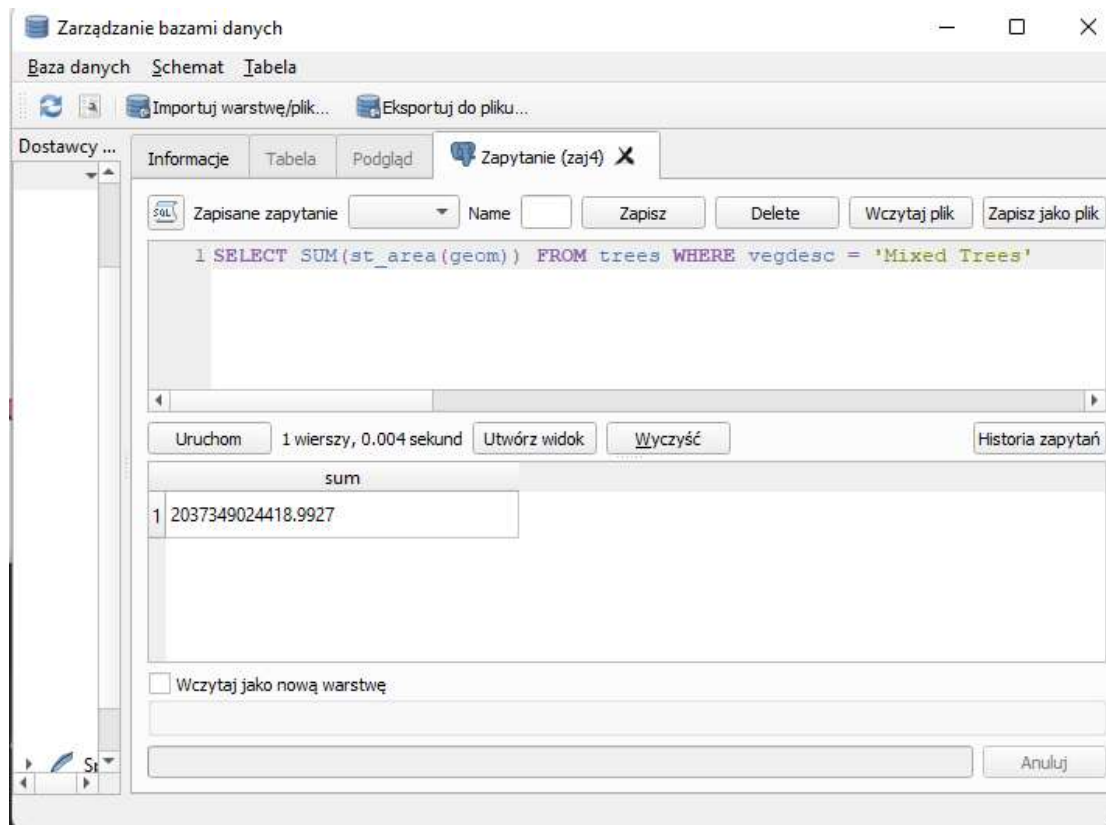 Zarządzanie bazami danych
Baza danych Schemat Tabela
Importuj warstwę/plik... Eksportuj do pliku...
Dostawcy ...
Informacje Tabela Podgląd Zapytanie (zaj4)
SQL Zapisane zapytanie Name Zapisz Delete Wczytaj plik Zapisz jako plik
1 SELECT SUM(st_area(geom)) FROM trees WHERE vegdesc = 'Mixed Trees'
Uruchom 1 wierszy, 0.004 sekund Utwórz widok Wyczyść Historia zapytań
sum
1 2037349024418.9927
Wczytaj jako nową warstwę
Anuluj